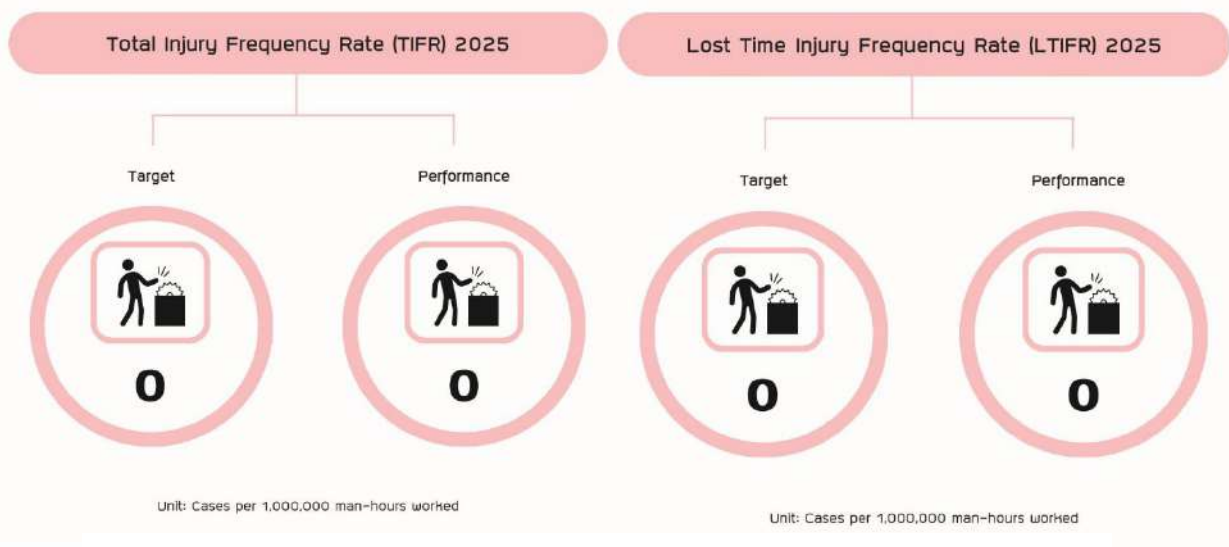 Total Injury Frequency Rate (TIFR) 2025
Target
Performance
0
0
Unit: Cases per 1,000,000 man-hours worked
Lost Time Injury Frequency Rate (LTIFR) 2025
Target
Performance
0
0
Unit: Cases per 1,000,000 man-hours worked